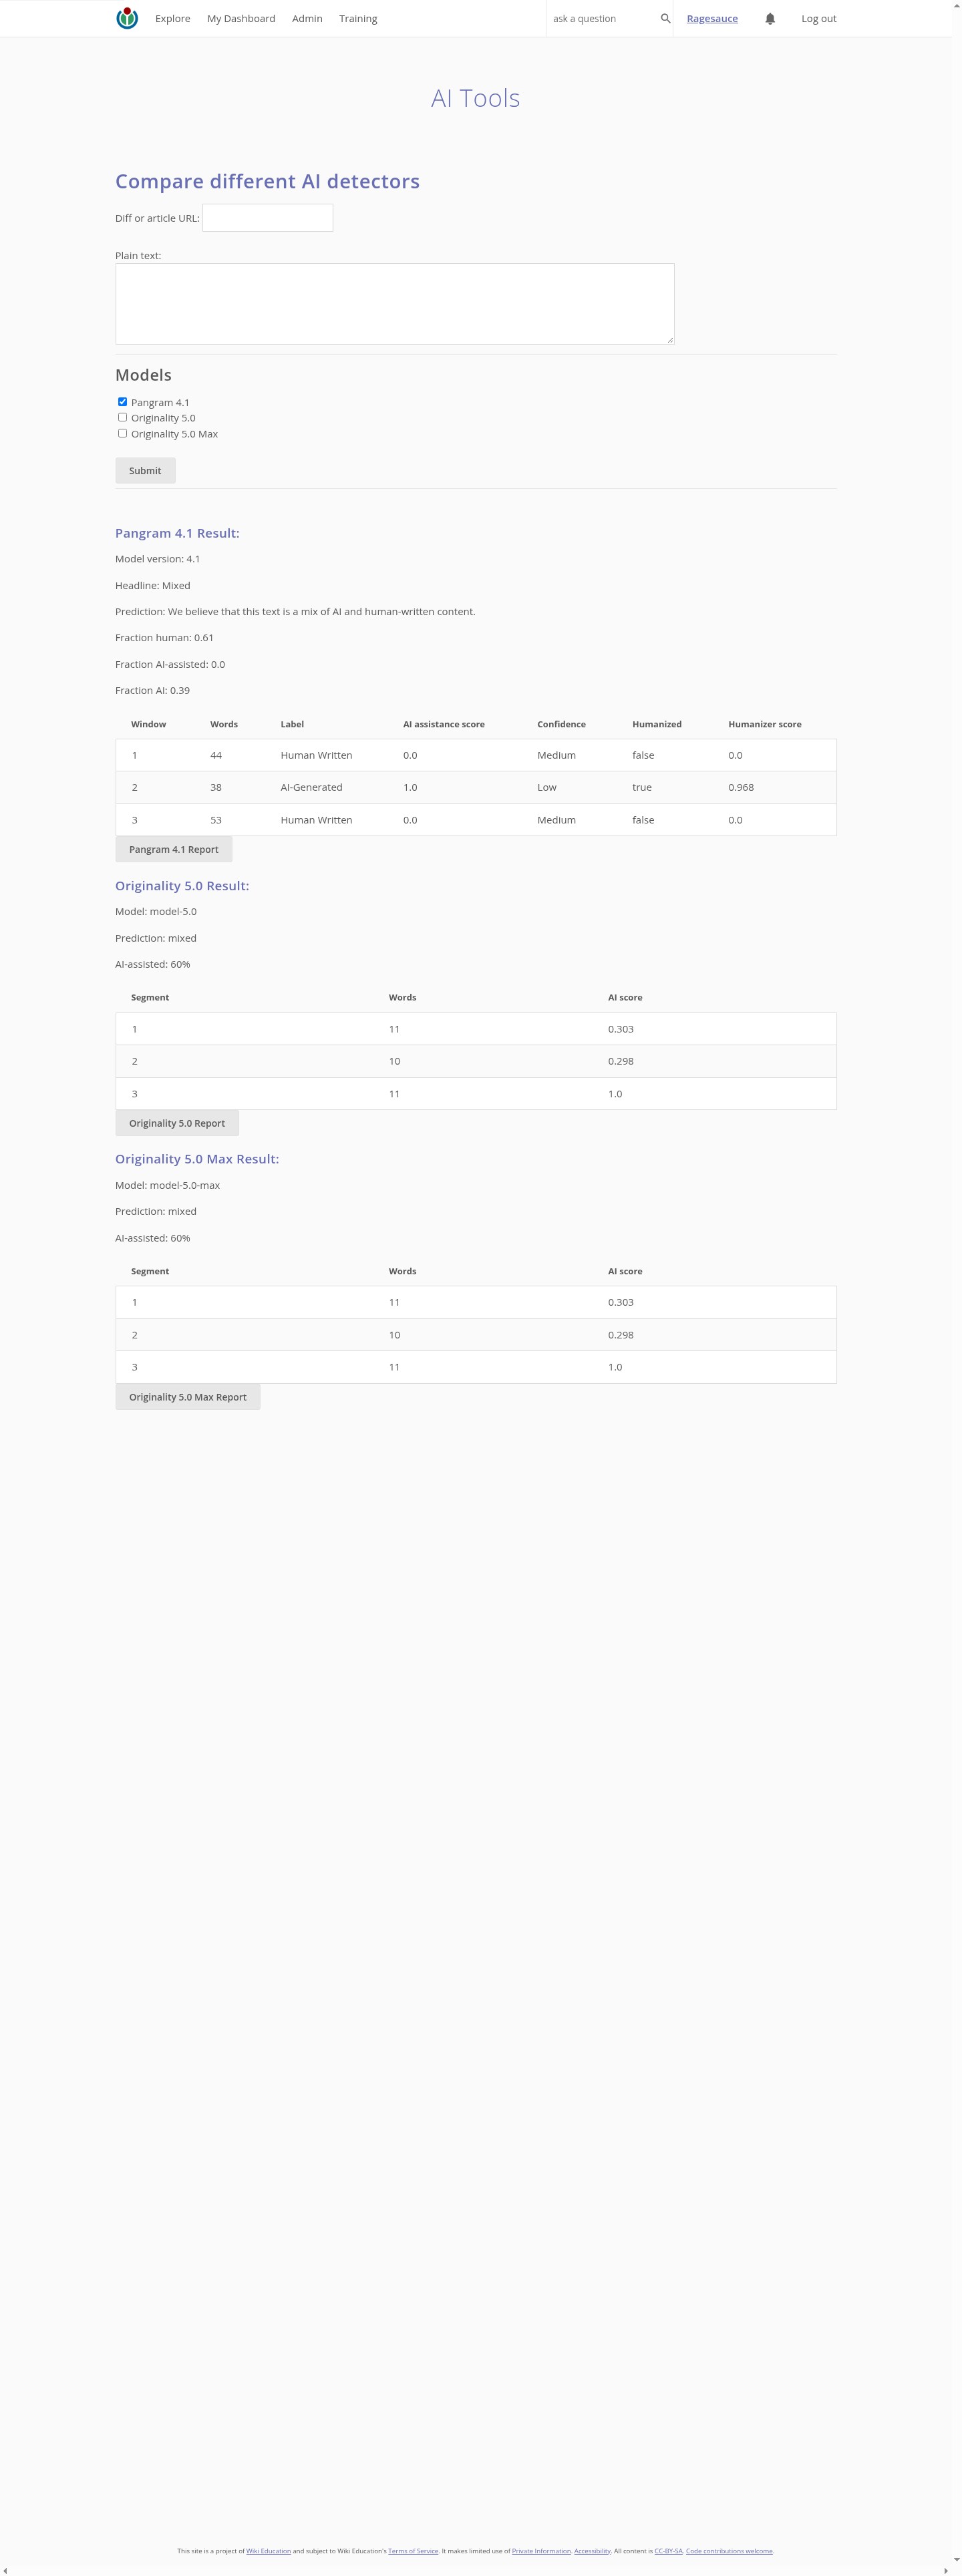 Explore My Dashboard Admin Training ask a question Ragesauce Log out
AI Tools
Compare different AI detectors
Diff or article URL:
Plain text:
Models
Pangram 4.1
Originality 5.0
Originality 5.0 Max
Submit
Pangram 4.1 Result:
Model version: 4.1
Headline: Mixed
Prediction: We believe that this text is a mix of AI and human-written content.
Fraction human: 0.61
Fraction AI-assisted: 0.0
Fraction AI: 0.39
Window Words Label AI assistance score Confidence Humanized Humanizer score
1 44 Human Written 0.0 Medium false 0.0
2 38 AI-Generated 1.0 Low true 0.968
3 53 Human Written 0.0 Medium false 0.0
Pangram 4.1 Report
Originality 5.0 Result:
Model: model-5.0
Prediction: mixed
AI-assisted: 60%
Segment Words AI score
1 11 0.303
2 10 0.298
3 11 1.0
Originality 5.0 Report
Originality 5.0 Max Result:
Model: model-5.0-max
Prediction: mixed
AI-assisted: 60%
Segment Words AI score
1 11 0.303
2 10 0.298
3 11 1.0
Originality 5.0 Max Report
This site is a project of Wiki Education and subject to Wiki Education's Terms of Service. It makes limited use of Private Information. Accessibility. All content is CC-BY-SA. Code contributions welcome.